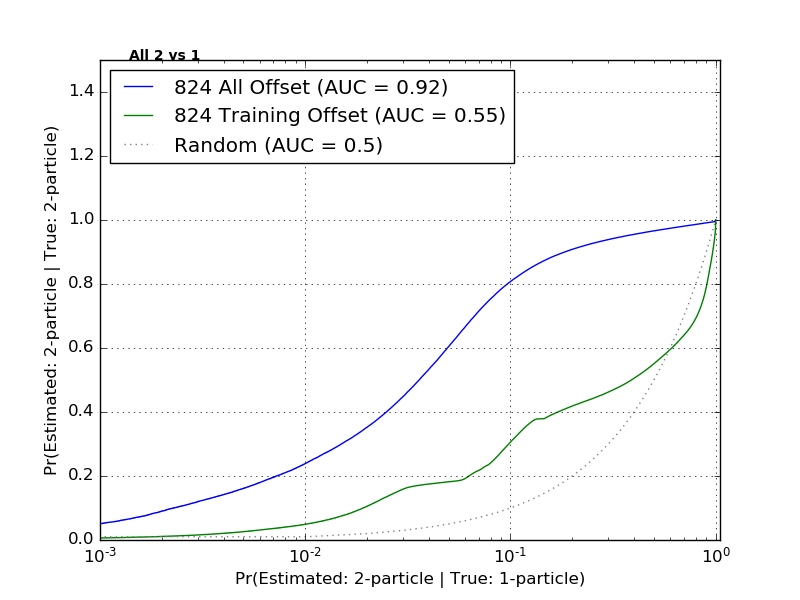 All 2 vs 1
824 All Offset (AUC = 0.92)
824 Training Offset (AUC = 0.55)
Random (AUC = 0.5)
Pr(Estimated: 2-particle | True: 2-particle)
1.4
1.2
1.0
0.8
0.6
0.4
0.2
0.0
10⁻³ 10⁻² 10⁻¹ 10⁰
Pr(Estimated: 2-particle | True: 1-particle)